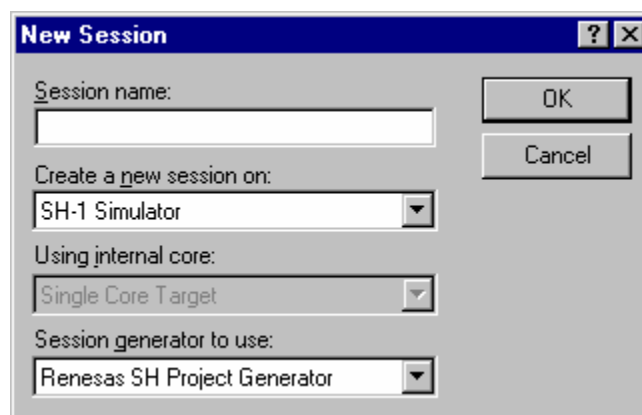 New Session
Session name:
OK
Cancel
Create a new session on:
SH-1 Simulator
Using internal core:
Single Core Target
Session generator to use:
Renesas SH Project Generator